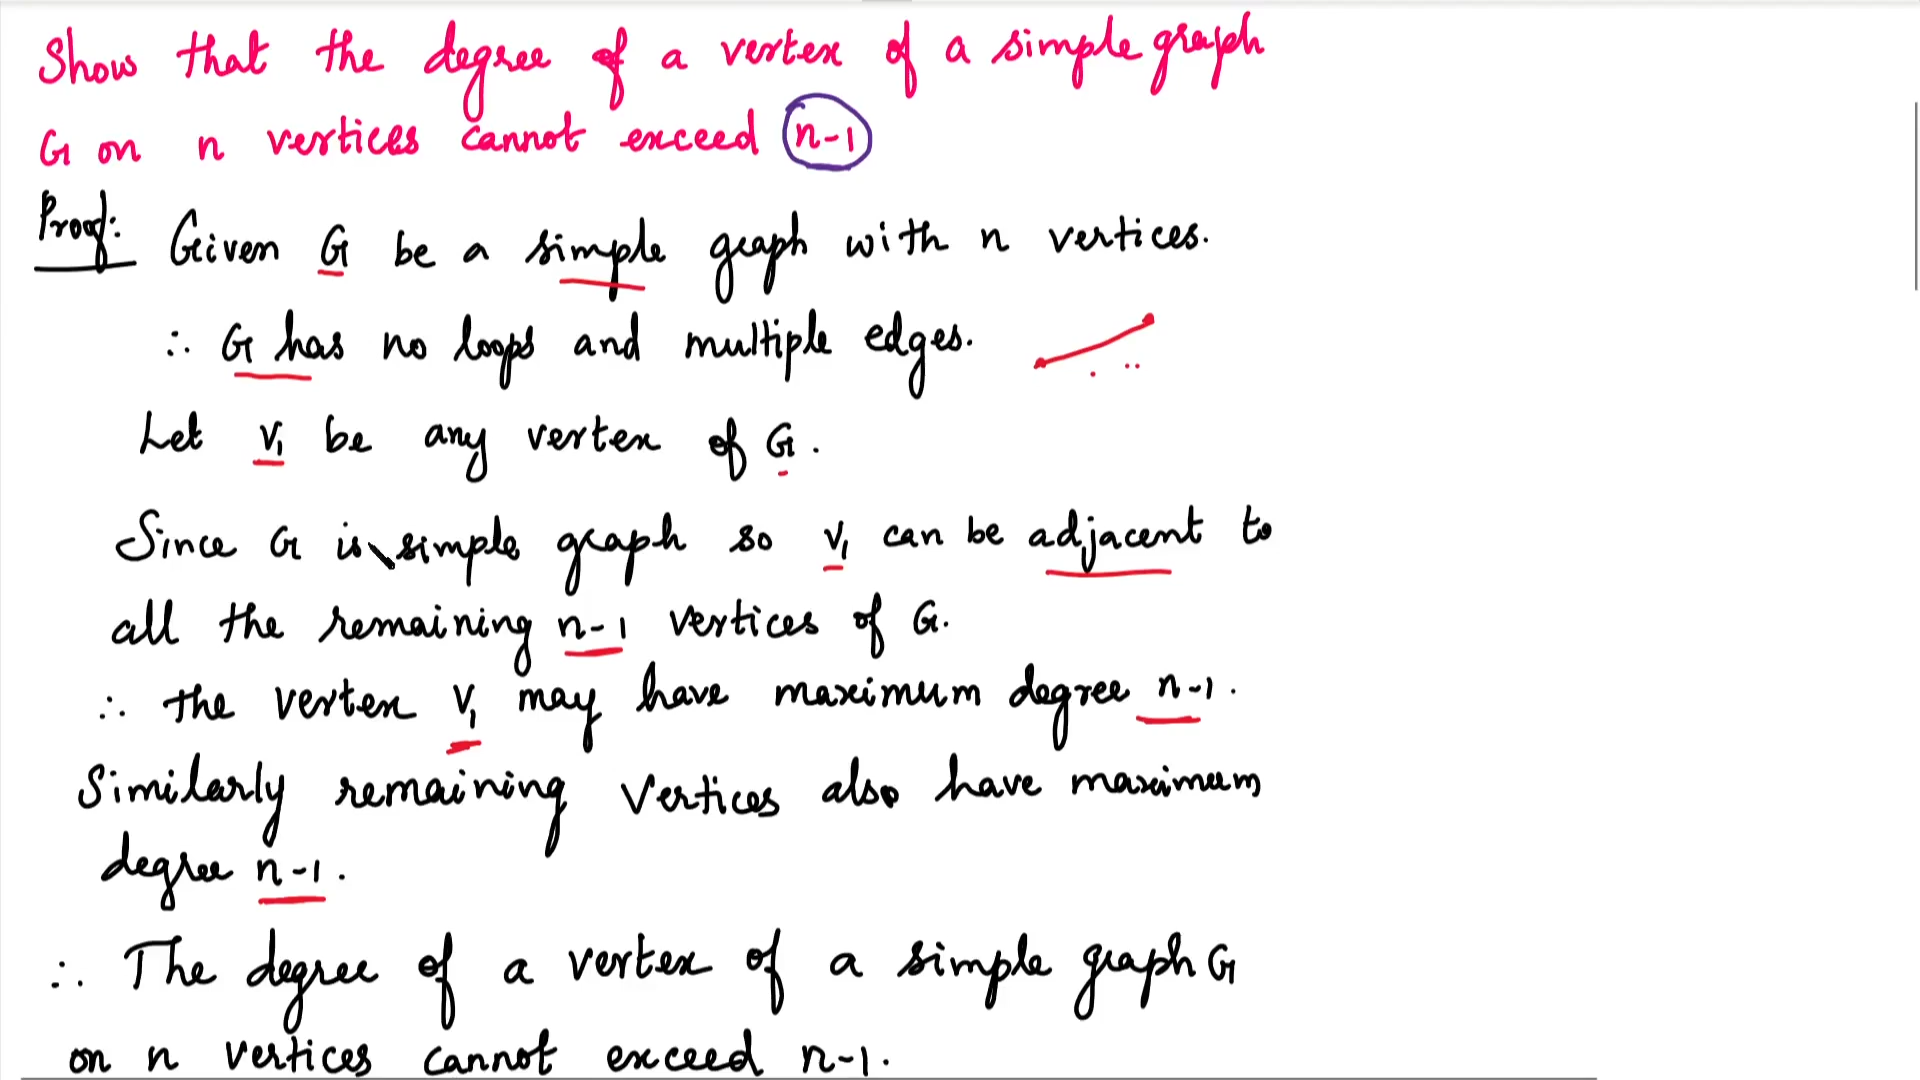 Show that the degree of a vertex of a simple graph
G on n vertices cannot exceed n-1
Proof: Given G be a simple graph with n vertices.
∴ G has no loops and multiple edges.
Let v₁ be any vertex of G.
Since G is simple graph so v₁ can be adjacent to
all the remaining n-1 vertices of G.
∴ the vertex v₁ may have maximum degree n-1.
Similarly remaining vertices also have maximum
degree n-1.
∴ The degree of a vertex of a simple graph G
on n vertices cannot exceed n-1.